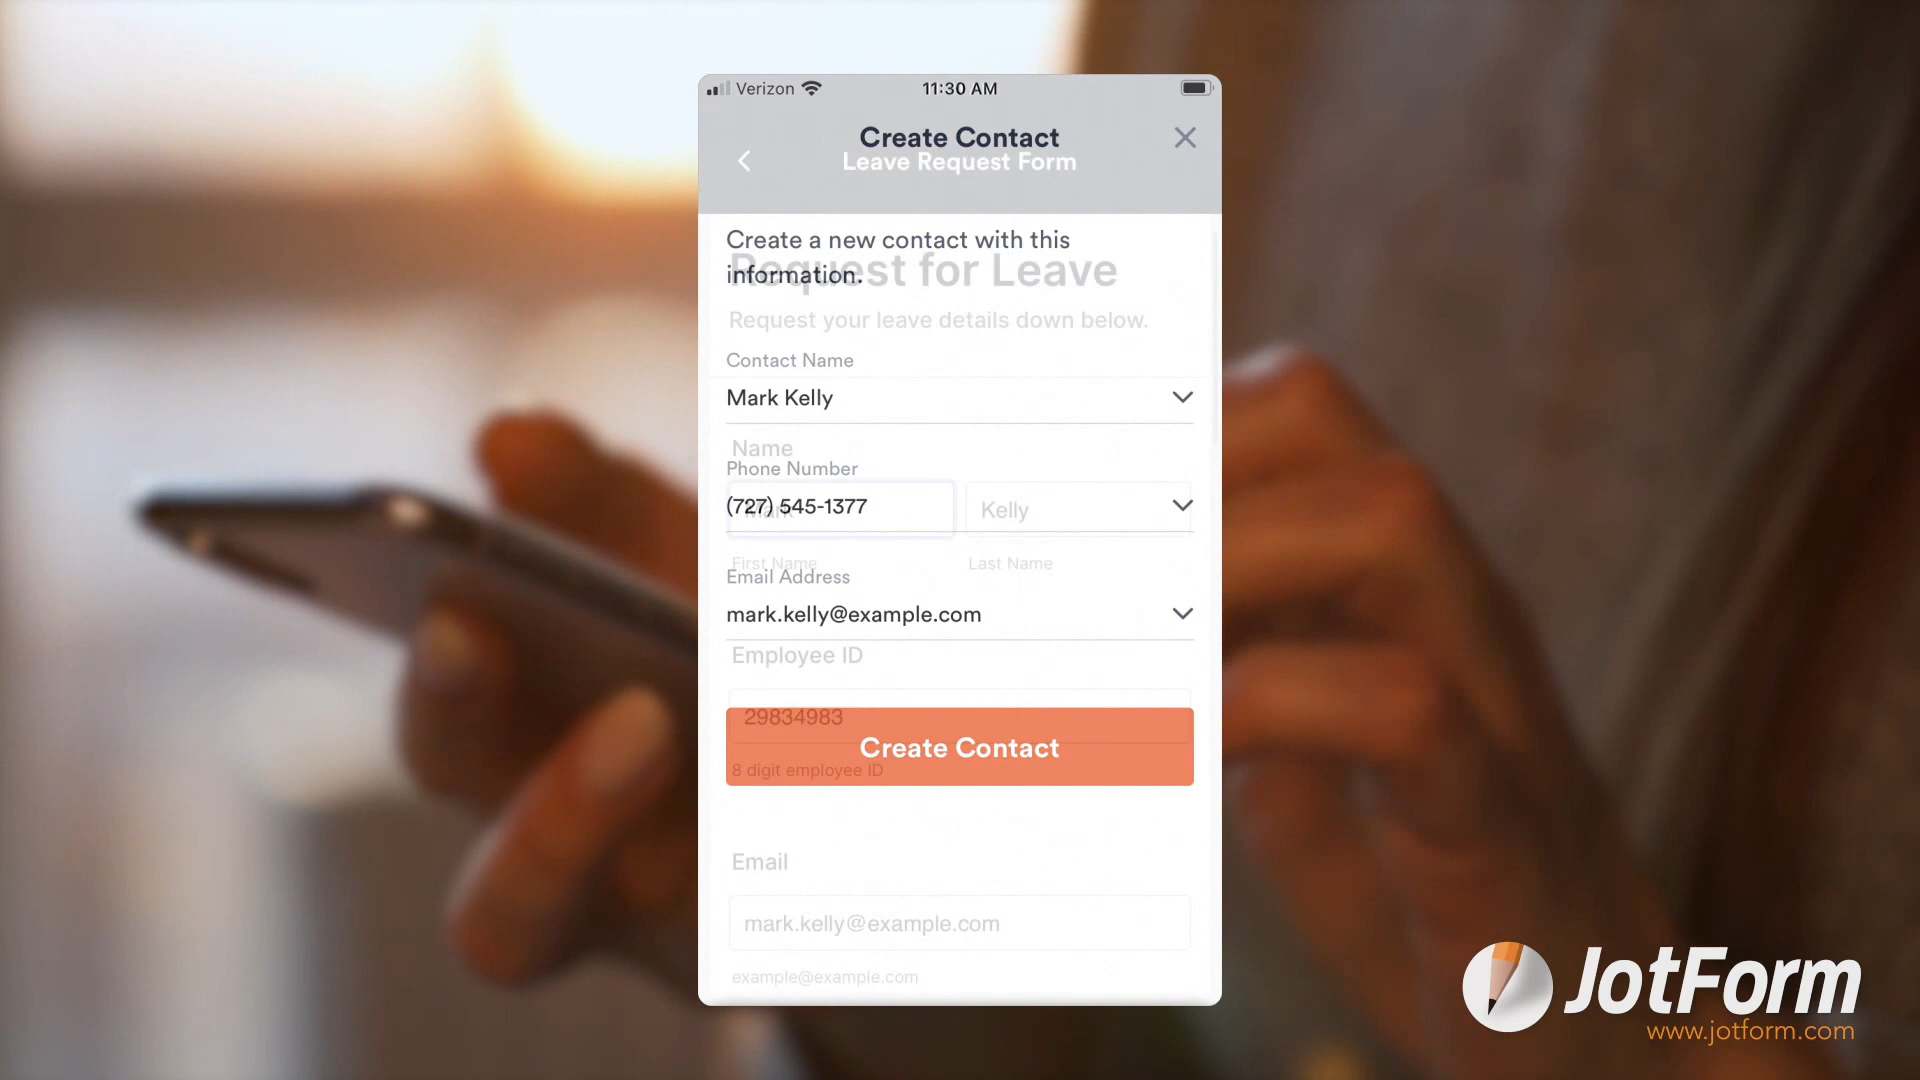 Verizon
11:30 AM
Create Contact
Leave Request Form
Create a new contact with this
information.
Request for Leave
Request your leave details down below.
Contact Name
Mark Kelly
Name
Phone Number
(727) 545-1377
Mark
Kelly
First Name
Last Name
Email Address
mark.kelly@example.com
Employee ID
29834983
Create Contact
8 digit employee ID
Email
mark.kelly@example.com
example@example.com
JotForm
www.jotform.com